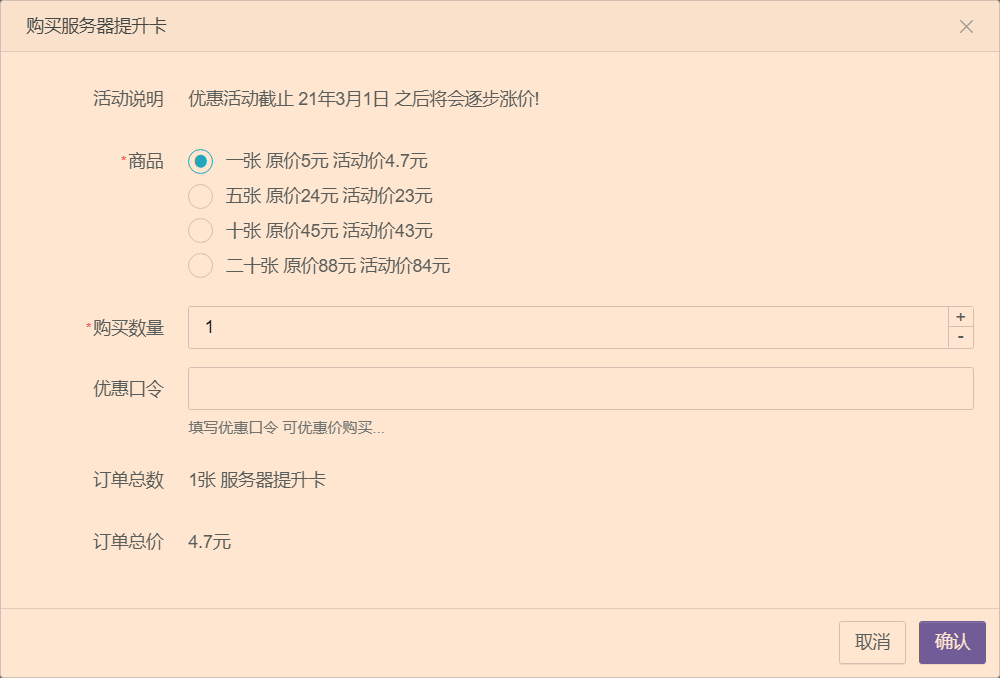 购买服务器提升卡
活动说明 优惠活动截止 21年3月1日 之后将会逐步涨价!
*商品 一张 原价5元 活动价4.7元
五张 原价24元 活动价23元
十张 原价45元 活动价43元
二十张 原价88元 活动价84元
*购买数量 1 + -
优惠口令
填写优惠口令 可优惠价购买...
订单总数 1张 服务器提升卡
订单总价 4.7元
取消 确认